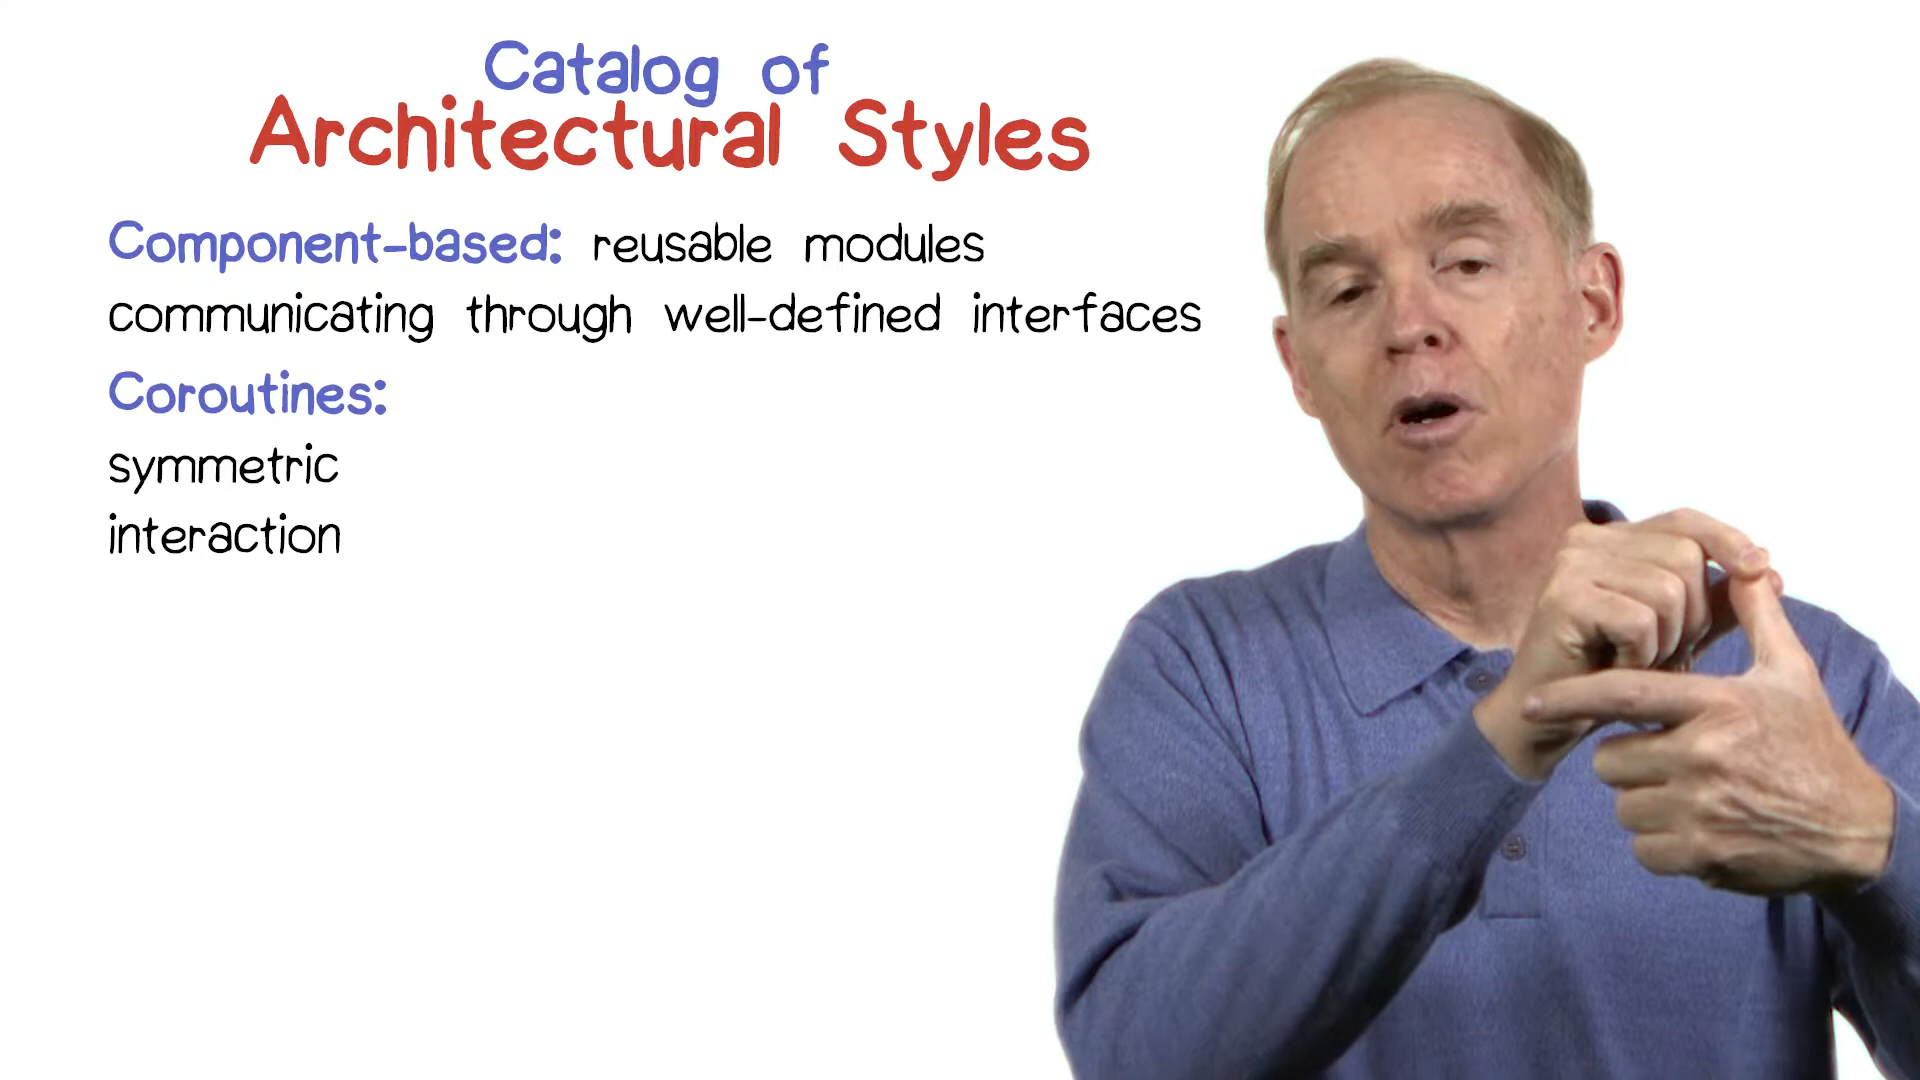 Catalog of
Architectural Styles
Component-based: reusable modules
communicating through well-defined interfaces
Coroutines:
symmetric
interaction